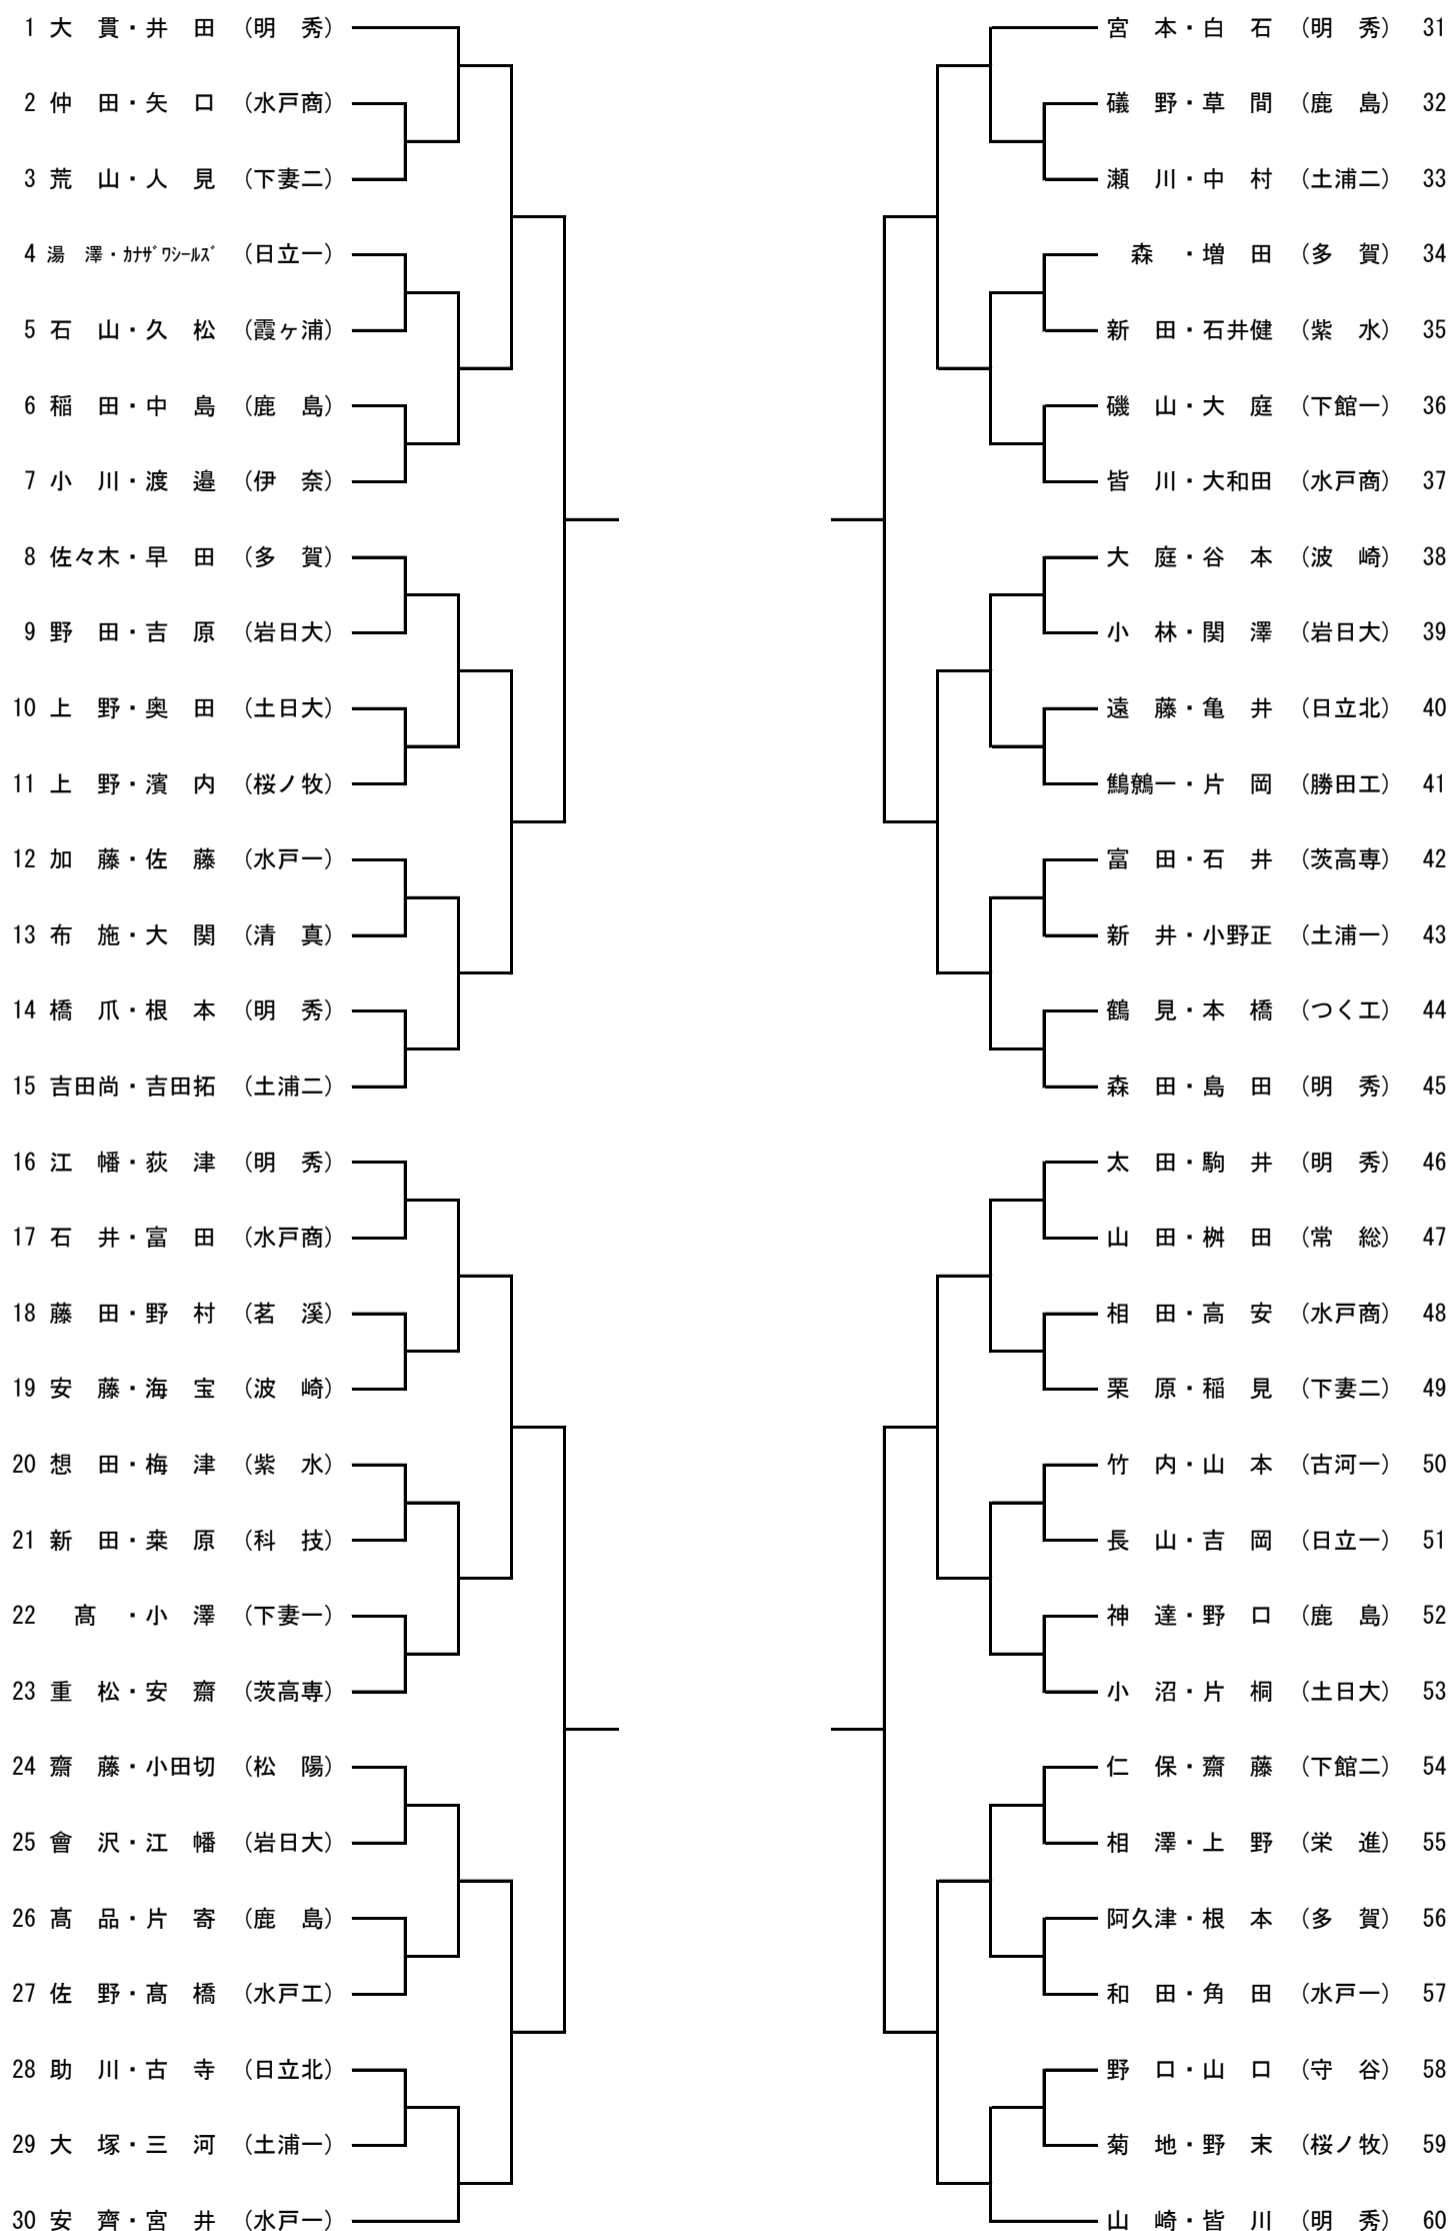 1 大　貫・井　田 （明　秀）
2 仲　田・矢　口 （水戸商）
3 荒　山・人　見 （下妻二）
4 湯　澤・ｶﾅｻﾞﾜｼｰﾙｽﾞ （日立一）
5 石　山・久　松 （霞ヶ浦）
6 稲　田・中　島 （鹿　島）
7 小　川・渡　邉 （伊　奈）
8 佐々木・早　田 （多　賀）
9 野　田・吉　原 （岩日大）
10 上　野・奥　田 （土日大）
11 上　野・濱　内 （桜ノ牧）
12 加　藤・佐　藤 （水戸一）
13 布　施・大　関 （清　真）
14 橋　爪・根　本 （明　秀）
15 吉田尚・吉田拓 （土浦二）
16 江　幡・荻　津 （明　秀）
17 石　井・富　田 （水戸商）
18 藤　田・野　村 （茗　溪）
19 安　藤・海　宝 （波　崎）
20 想　田・梅　津 （紫　水）
21 新　田・桒　原 （科　技）
22 髙　・小　澤 （下妻一）
23 重　松・安　齋 （茨高専）
24 齋　藤・小田切 （松　陽）
25 會　沢・江　幡 （岩日大）
26 髙　品・片　寄 （鹿　島）
27 佐　野・髙　橋 （水戸工）
28 助　川・古　寺 （日立北）
29 大　塚・三　河 （土浦一）
30 安　齊・宮　井 （水戸一）
宮　本・白　石 （明　秀） 31
礒　野・草　間 （鹿　島） 32
瀬　川・中　村 （土浦二） 33
森　・増　田 （多　賀） 34
新　田・石井健 （紫　水） 35
磯　山・大　庭 （下館一） 36
皆　川・大和田 （水戸商） 37
大　庭・谷　本 （波　崎） 38
小　林・関　澤 （岩日大） 39
遠　藤・亀　井 （日立北） 40
鷦鷯一・片　岡 （勝田工） 41
富　田・石　井 （茨高専） 42
新　井・小野正 （土浦一） 43
鶴　見・本　橋 （つく工） 44
森　田・島　田 （明　秀） 45
太　田・駒　井 （明　秀） 46
山　田・桝　田 （常　総） 47
相　田・高　安 （水戸商） 48
栗　原・稲　見 （下妻二） 49
竹　内・山　本 （古河一） 50
長　山・吉　岡 （日立一） 51
神　達・野　口 （鹿　島） 52
小　沼・片　桐 （土日大） 53
仁　保・齋　藤 （下館二） 54
相　澤・上　野 （栄　進） 55
阿久津・根　本 （多　賀） 56
和　田・角　田 （水戸一） 57
野　口・山　口 （守　谷） 58
菊　地・野　末 （桜ノ牧） 59
山　崎・皆　川 （明　秀） 60